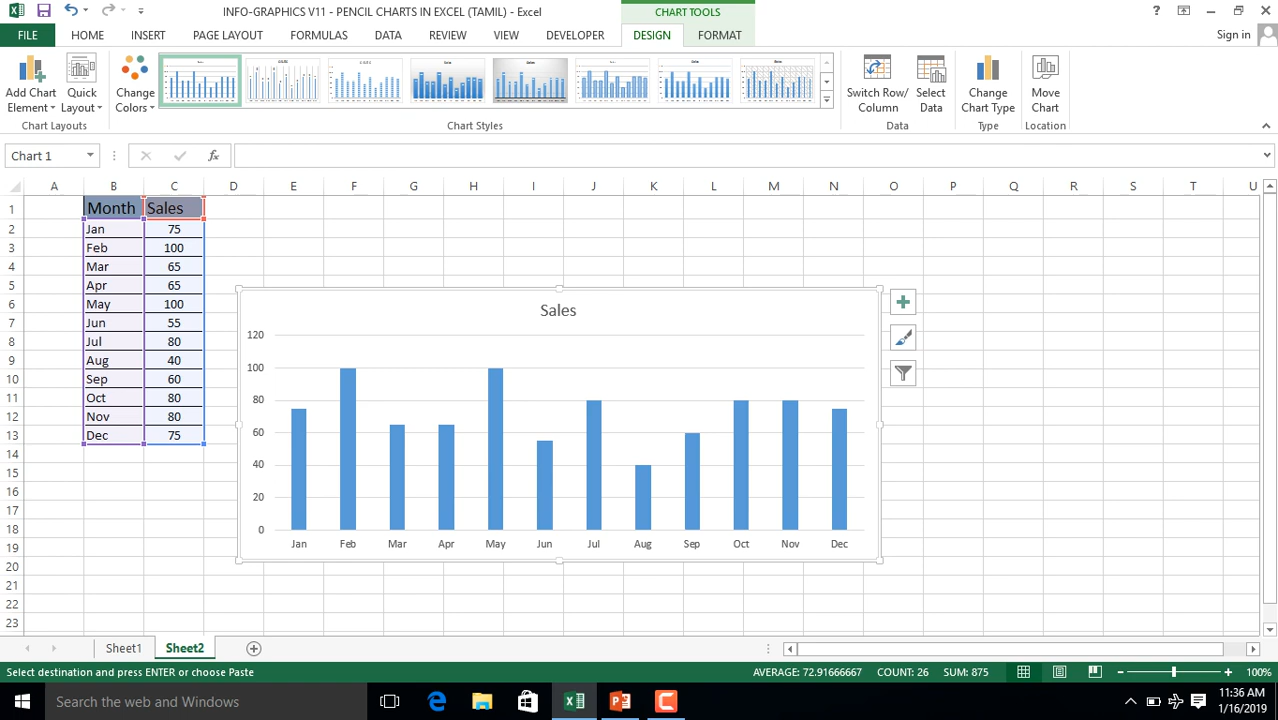 INFO-GRAPHICS V11 - PENCIL CHARTS IN EXCEL (TAMIL) - Excel
CHART TOOLS
?
FILE HOME INSERT PAGE LAYOUT FORMULAS DATA REVIEW VIEW DEVELOPER DESIGN FORMAT Sign in
Add Chart Element
Quick Layout
Change Colors
Switch Row/ Column
Select Data
Change Chart Type
Move Chart
Chart Layouts Chart Styles Data Type Location
Chart 1 fx
A B C D E F G H I J K L M N O P Q R S T U
1 Month Sales
2 Jan 75
3 Feb 100
4 Mar 65
5 Apr 65
6 May 100
7 Jun 55
8 Jul 80
9 Aug 40
10 Sep 60
11 Oct 80
12 Nov 80
13 Dec 75
14
15
16
17
18
19
20
21
22
23
Sales
120
100
80
60
40
20
0
Jan Feb Mar Apr May Jun Jul Aug Sep Oct Nov Dec
Sheet1 Sheet2
Select destination and press ENTER or choose Paste AVERAGE: 72.91666667 COUNT: 26 SUM: 875 100%
Search the web and Windows
11:36 AM
1/16/2019